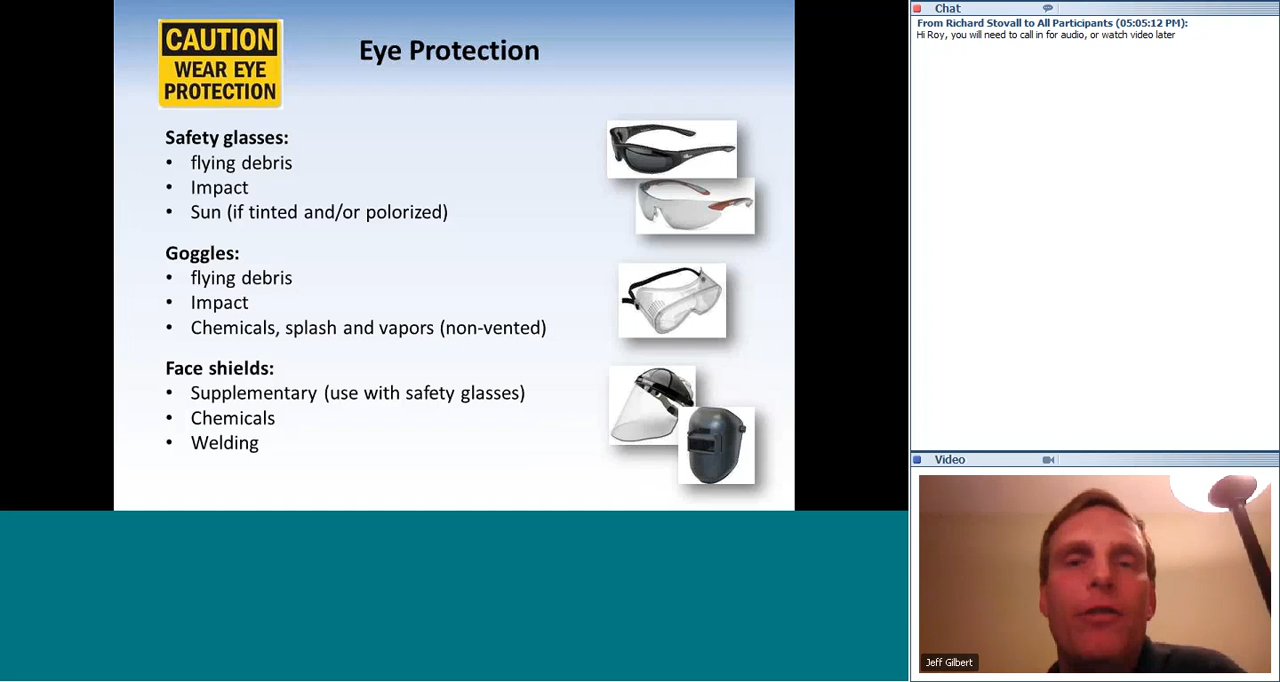 CAUTION
WEAR EYE
PROTECTION
Eye Protection
Safety glasses:
• flying debris
• Impact
• Sun (if tinted and/or polorized)
Goggles:
• flying debris
• Impact
• Chemicals, splash and vapors (non-vented)
Face shields:
• Supplementary (use with safety glasses)
• Chemicals
• Welding
Chat
From Richard Stovall to All Participants (05:05:12 PM):
Hi Roy, you will need to call in for audio, or watch video later
Video
Jeff Gilbert